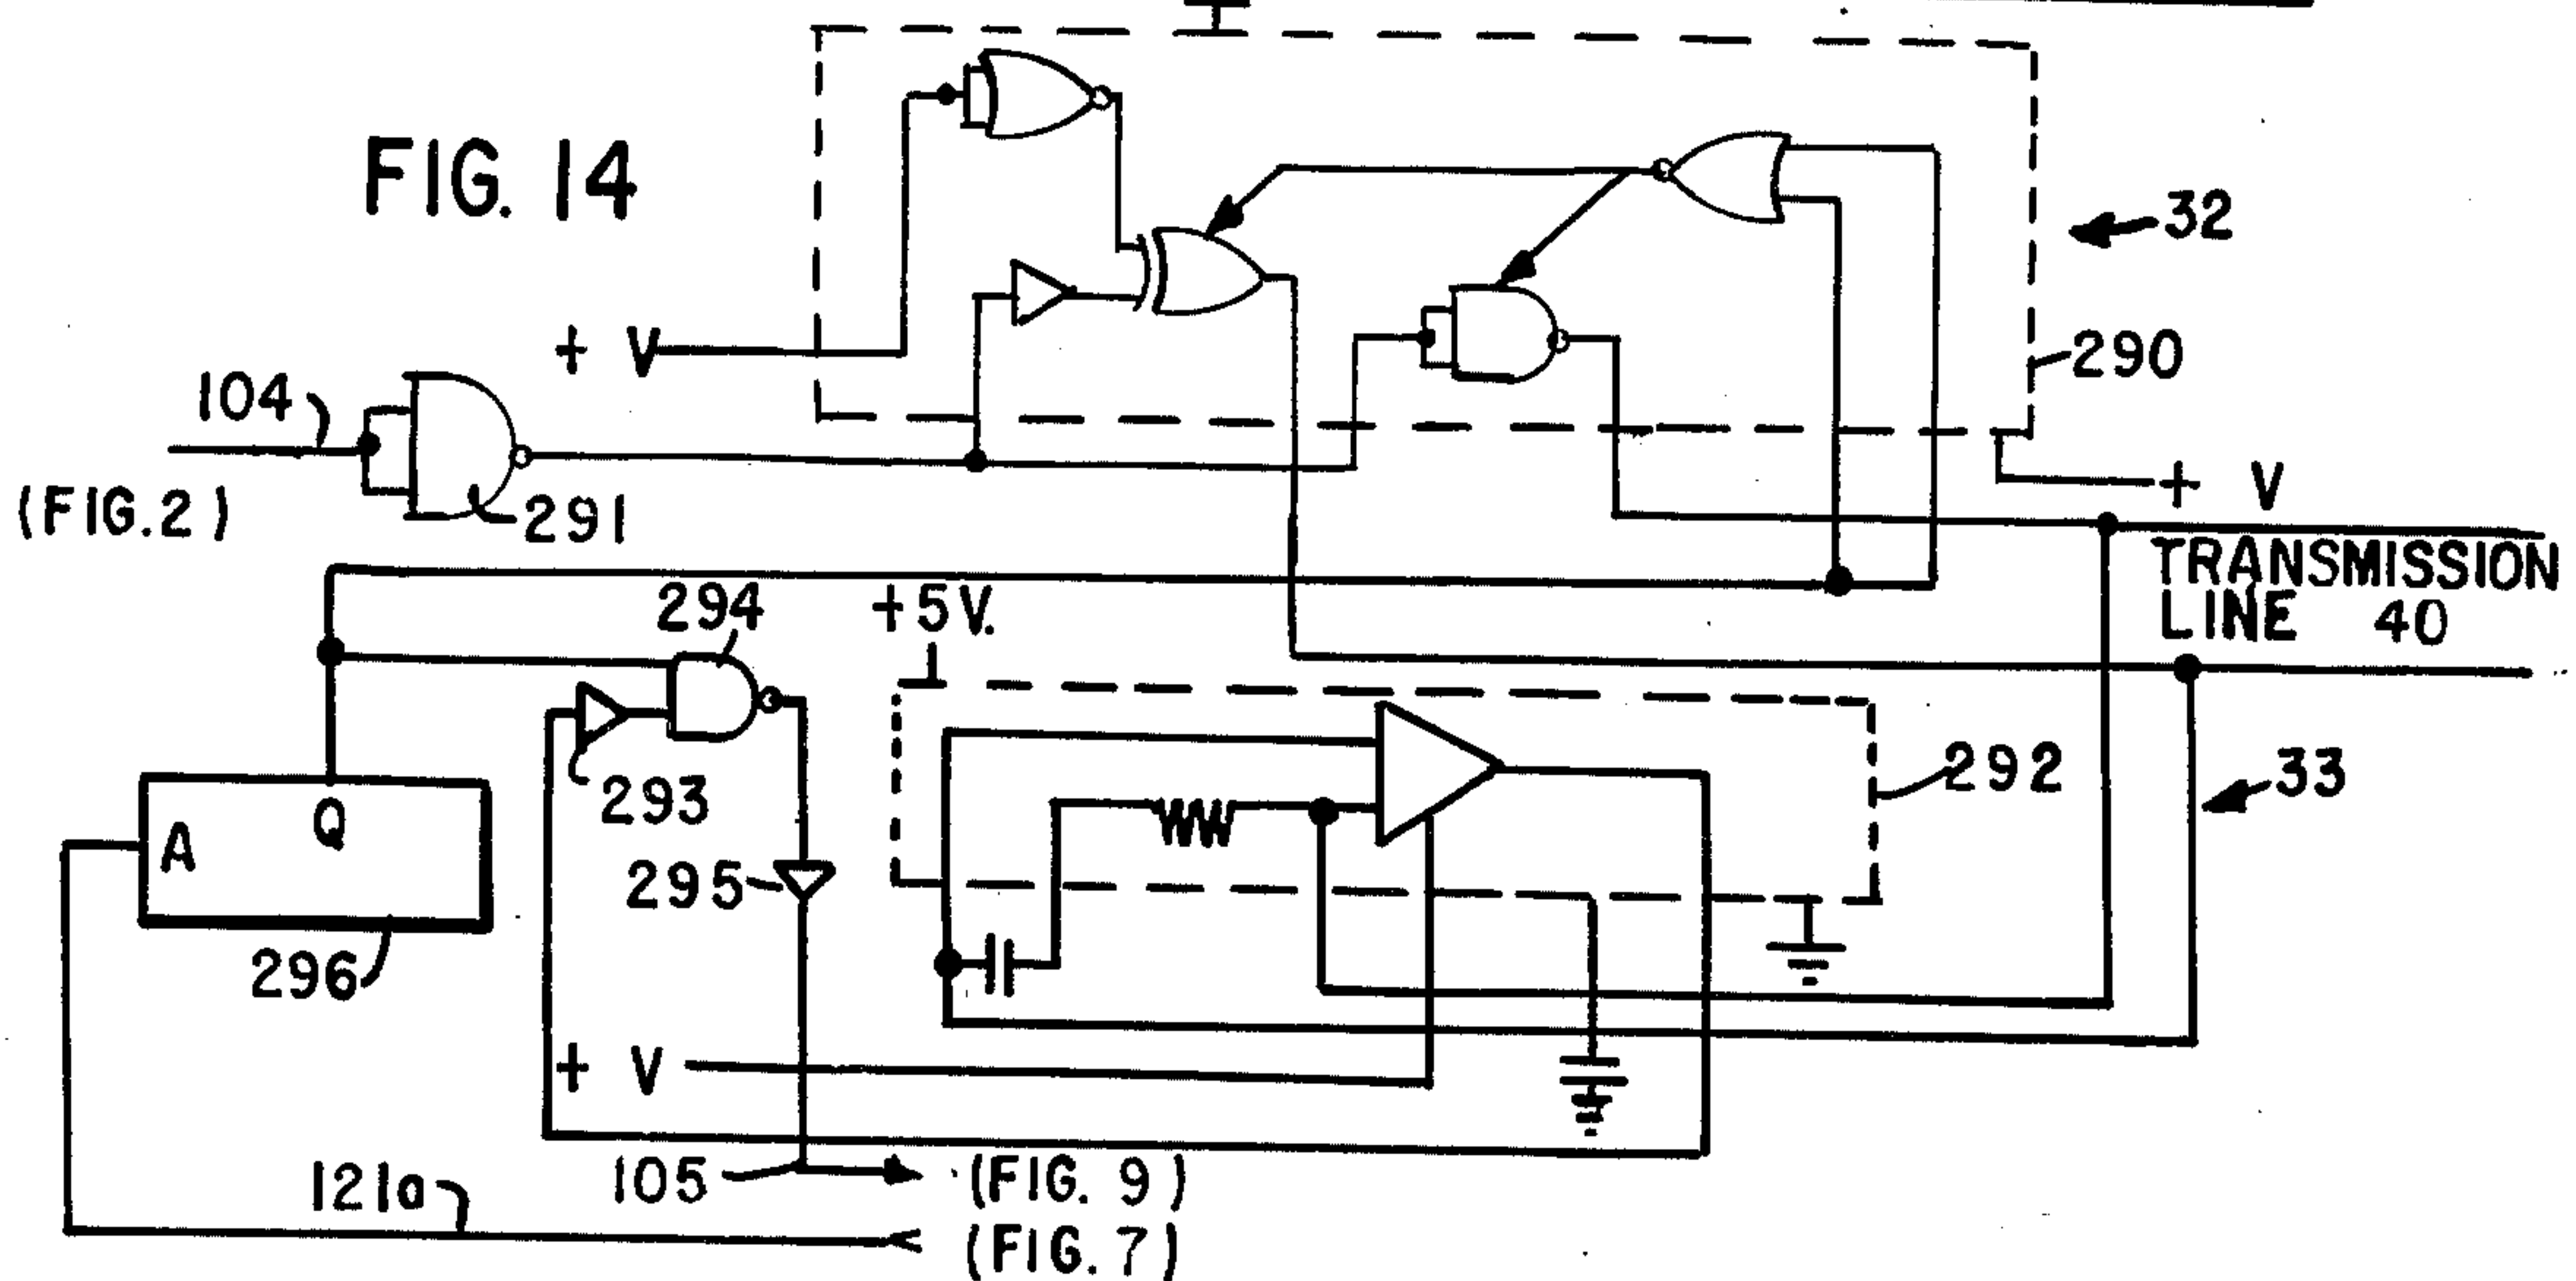 FIG. 14
32
+ V
290
104
(FIG.2)
291
+ V
TRANSMISSION
LINE 40
294
+5V.
293
292
33
A
Q
295
296
+ V
105
(FIG. 9)
121a
(FIG. 7)